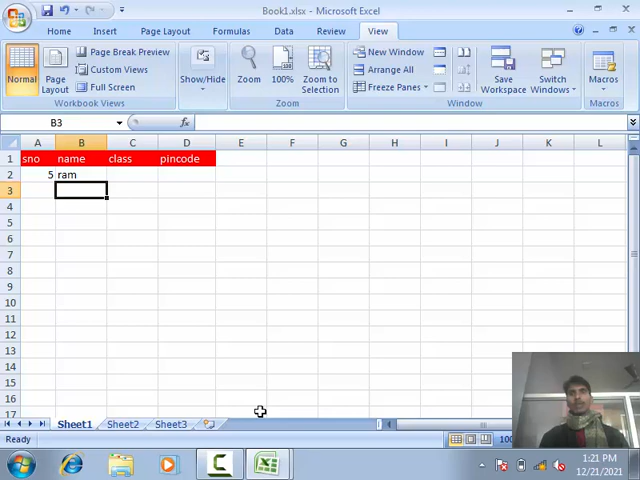 Book1.xlsx - Microsoft Excel
Home Insert Page Layout Formulas Data Review View
Normal
Page Layout
Page Break Preview
Custom Views
Full Screen
Workbook Views
Show/Hide
Zoom
100%
Zoom to Selection
Zoom
New Window
Arrange All
Freeze Panes
Save Workspace
Switch Windows
Window
Macros
Macros
B3 fx
A B C D E F G H I J K L
1 sno name class pincode
2 5 ram
3
4
5
6
7
8
9
10
11
12
13
14
15
16
17
Sheet1 Sheet2 Sheet3
Ready
1:21 PM
12/21/2021